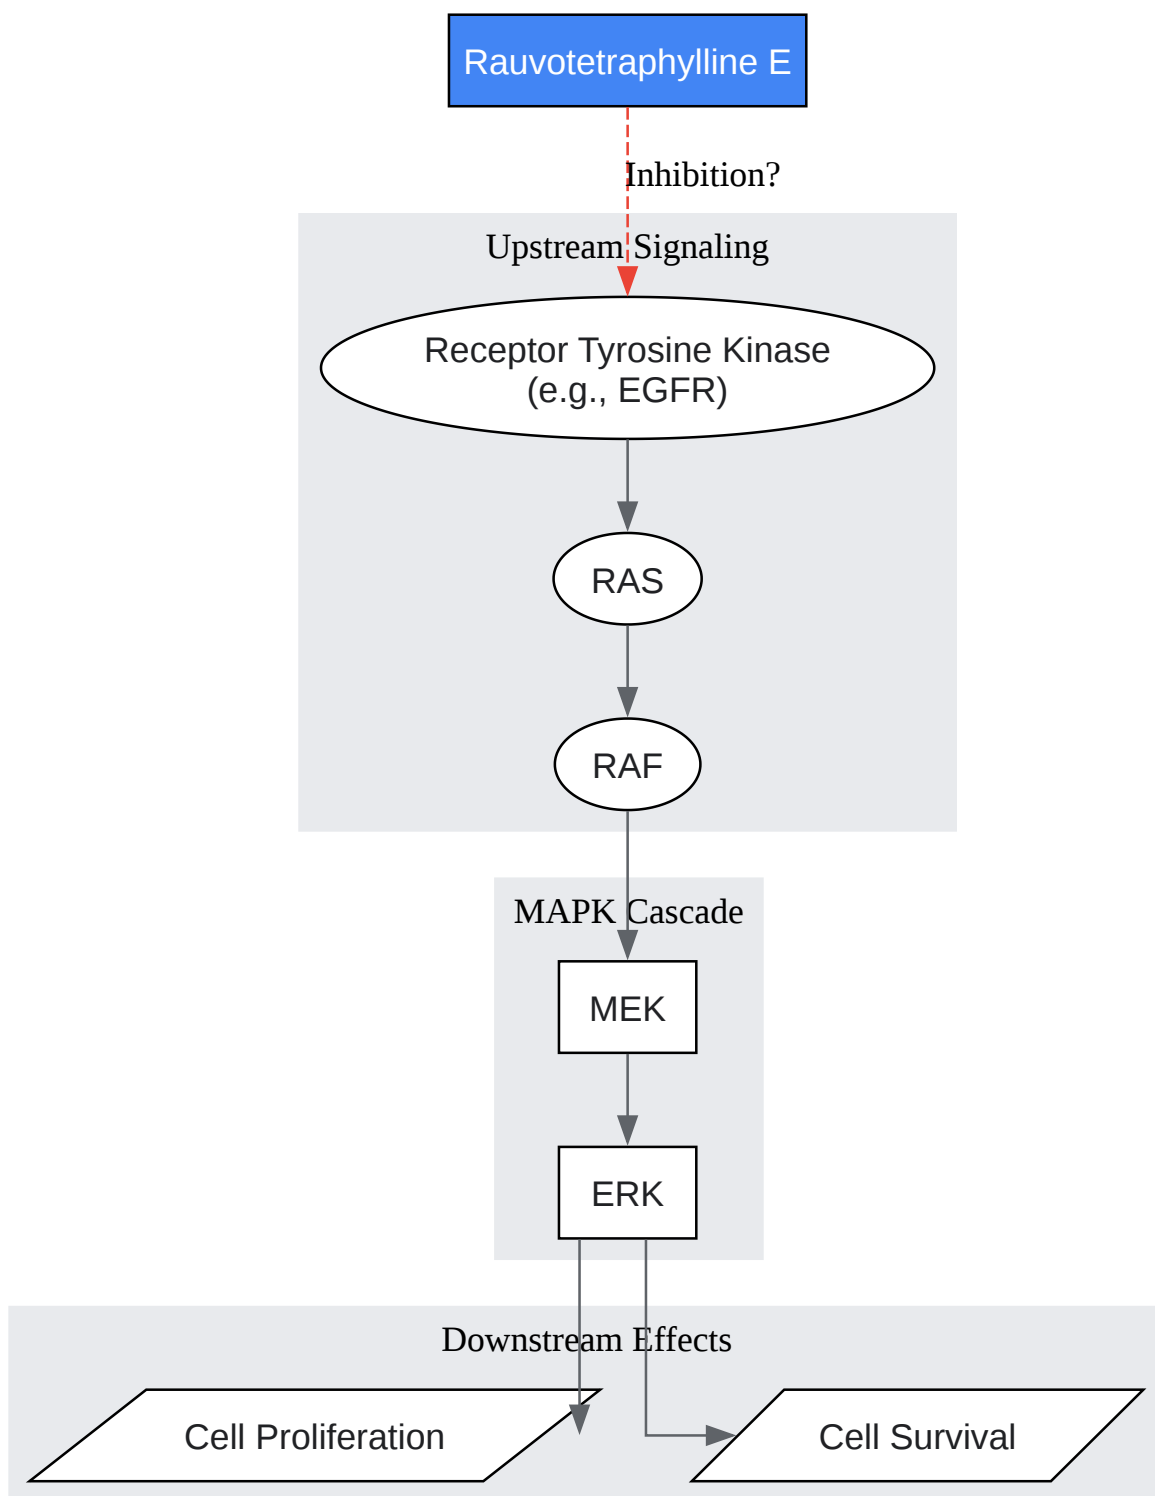 Rauvotetraphylline E
Inhibition?
Upstream Signaling
Receptor Tyrosine Kinase
(e.g., EGFR)
RAS
RAF
MAPK Cascade
MEK
ERK
Downstream Effects
Cell Proliferation
Cell Survival